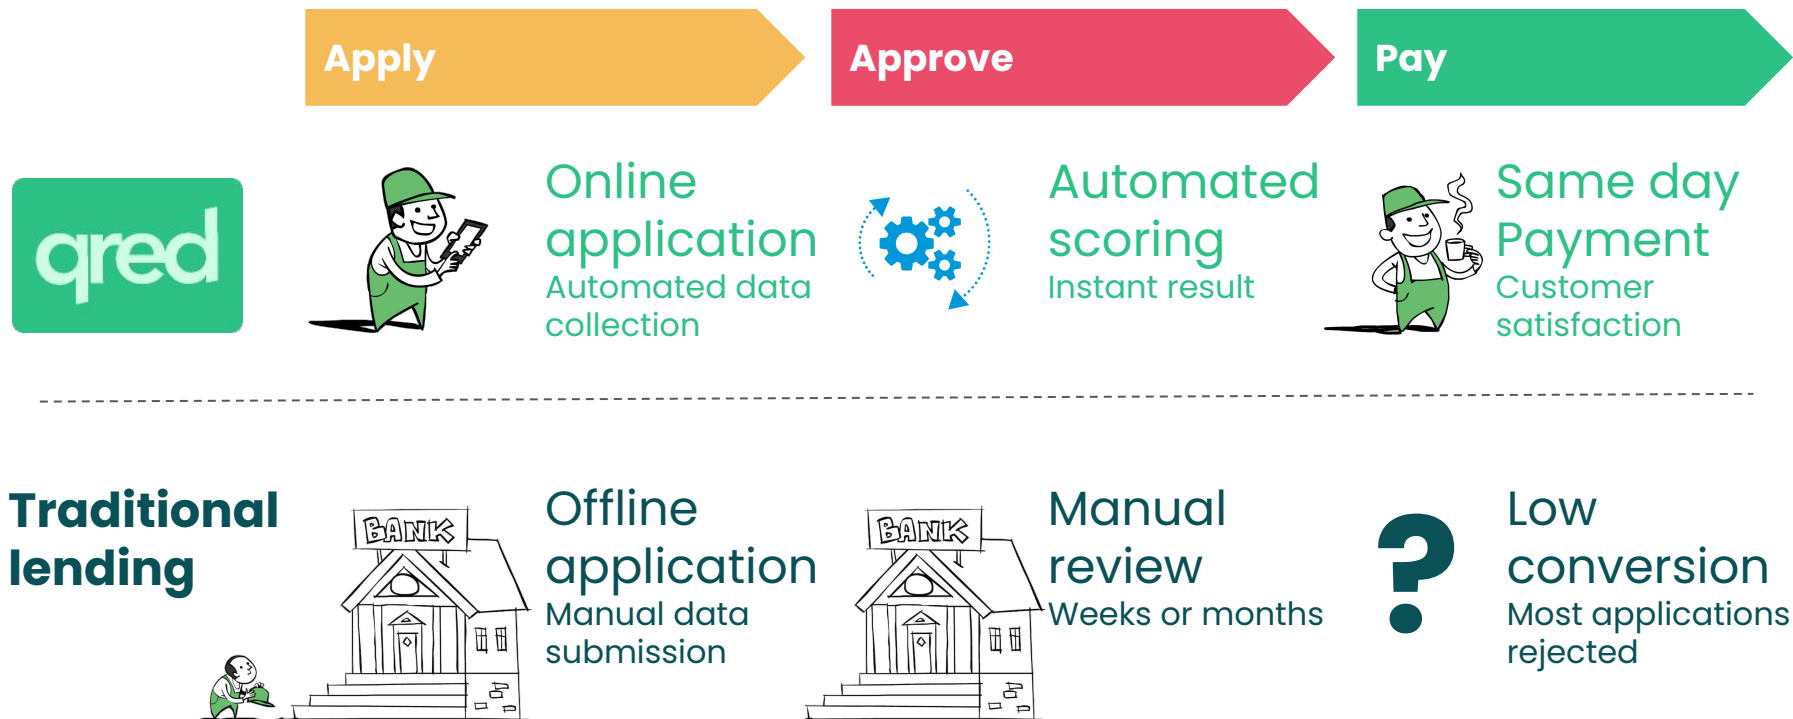 Apply
Approve
Pay
qred
Online
application
Automated data
collection
Automated
scoring
Instant result
Same day
Payment
Customer
satisfaction
Traditional
lending
BANK
Offline
application
Manual data
submission
BANK
Manual
review
Weeks or months
?
Low
conversion
Most applications
rejected